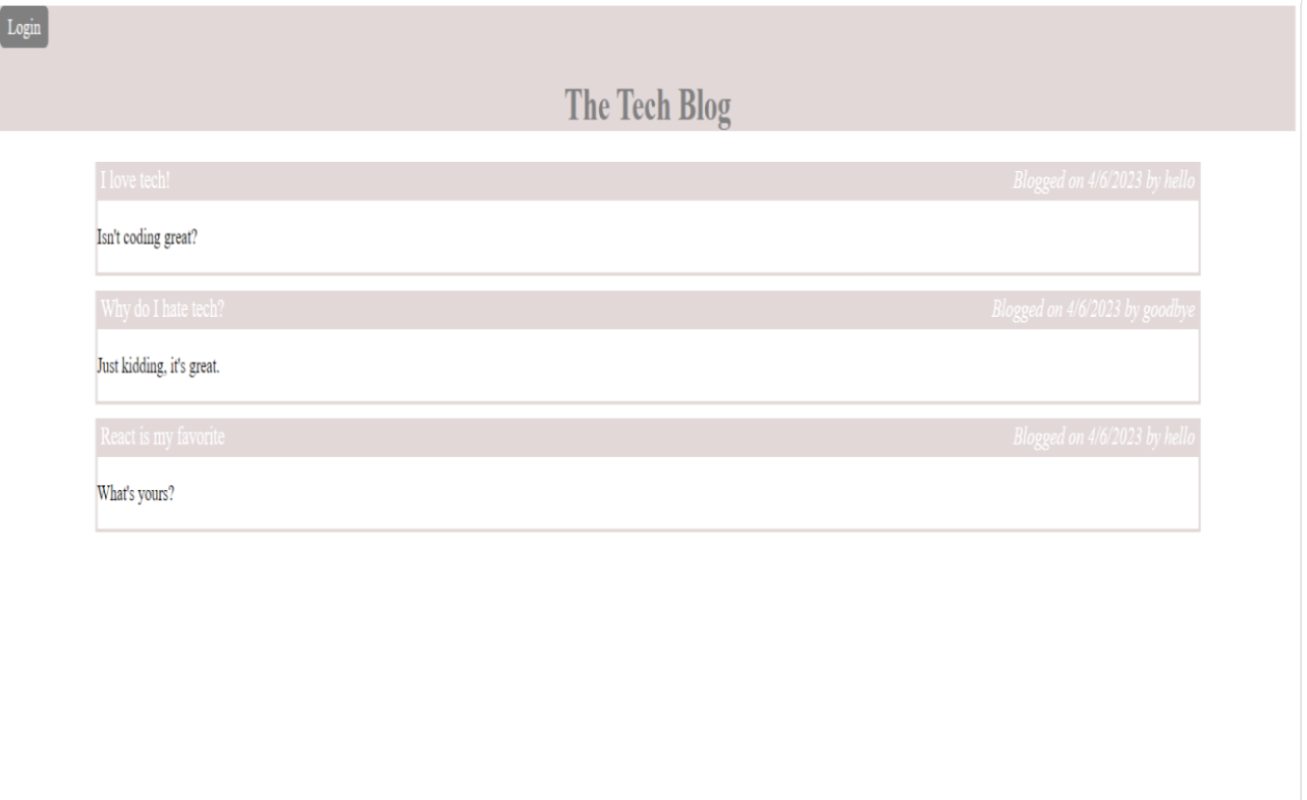 Login
The Tech Blog
I love tech! Blogged on 4/6/2023 by hello
Isn't coding great?
Why do I hate tech? Blogged on 4/6/2023 by goodbye
Just kidding, it's great.
React is my favorite Blogged on 4/6/2023 by hello
What's yours?